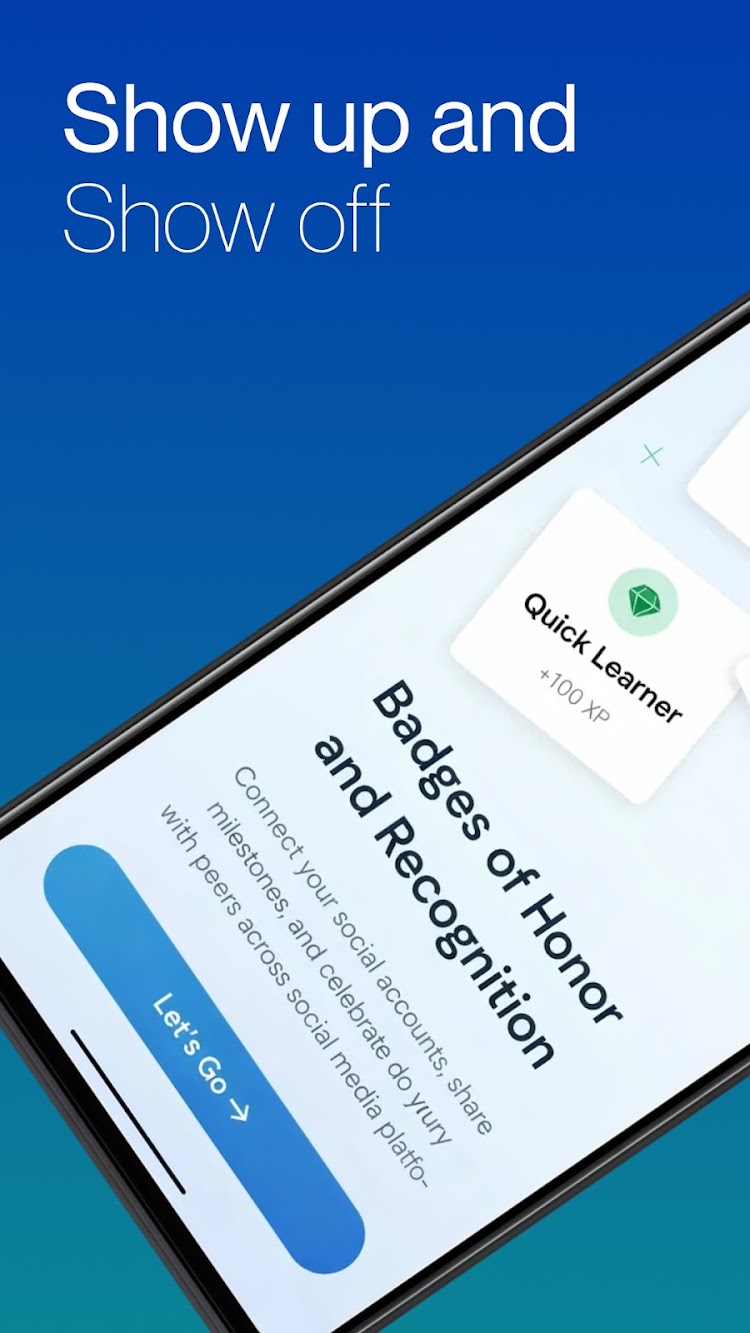 Show up and
Show off
Quick Learner
+100 XP
Badges of Honor
and Recognition
Connect your social accounts, share
milestones, and celebrate do yıury
with peers across social media platfo-
Let's Go →